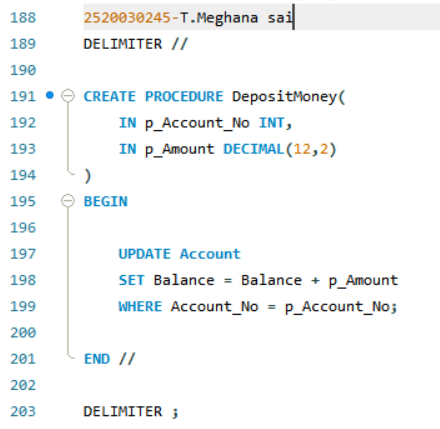 188 2520030245-T.Meghana sai
189 DELIMITER //
190
191 CREATE PROCEDURE DepositMoney(
192 IN p_Account_No INT,
193 IN p_Amount DECIMAL(12,2)
194 )
195 BEGIN
196
197 UPDATE Account
198 SET Balance = Balance + p_Amount
199 WHERE Account_No = p_Account_No;
200
201 END //
202
203 DELIMITER ;